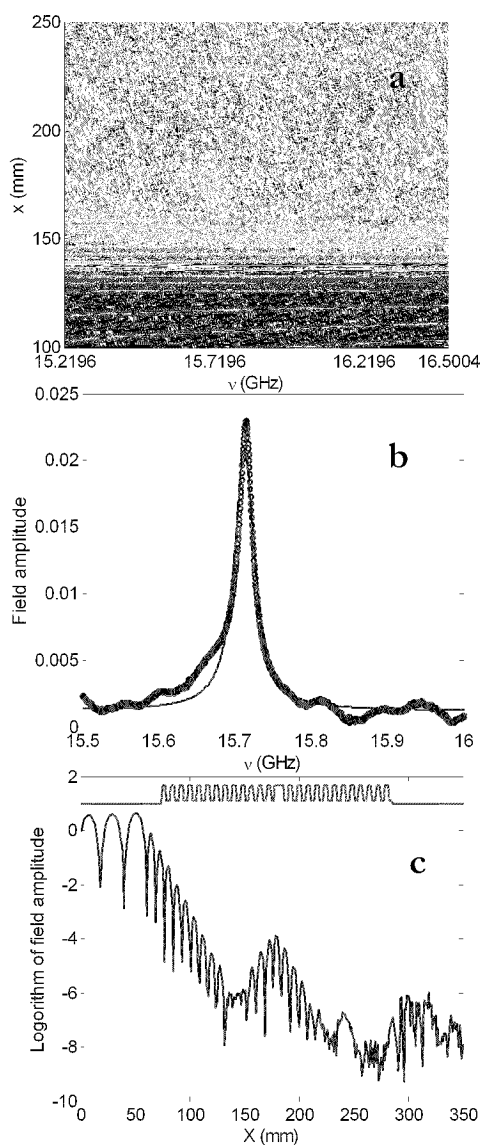 250
a
200
x (mm)
150
100
15.2196 15.7196 16.2196 16.5004
ν (GHz)
0.025
b
0.02
0.015
Field amplitude
0.01
0.005
0
15.5 15.6 15.7 15.8 15.9 16
ν (GHz)
2
c
0
-2
Logorithm of field amplitude
-4
-6
-8
-10
0 50 100 150 200 250 300 350
X (mm)